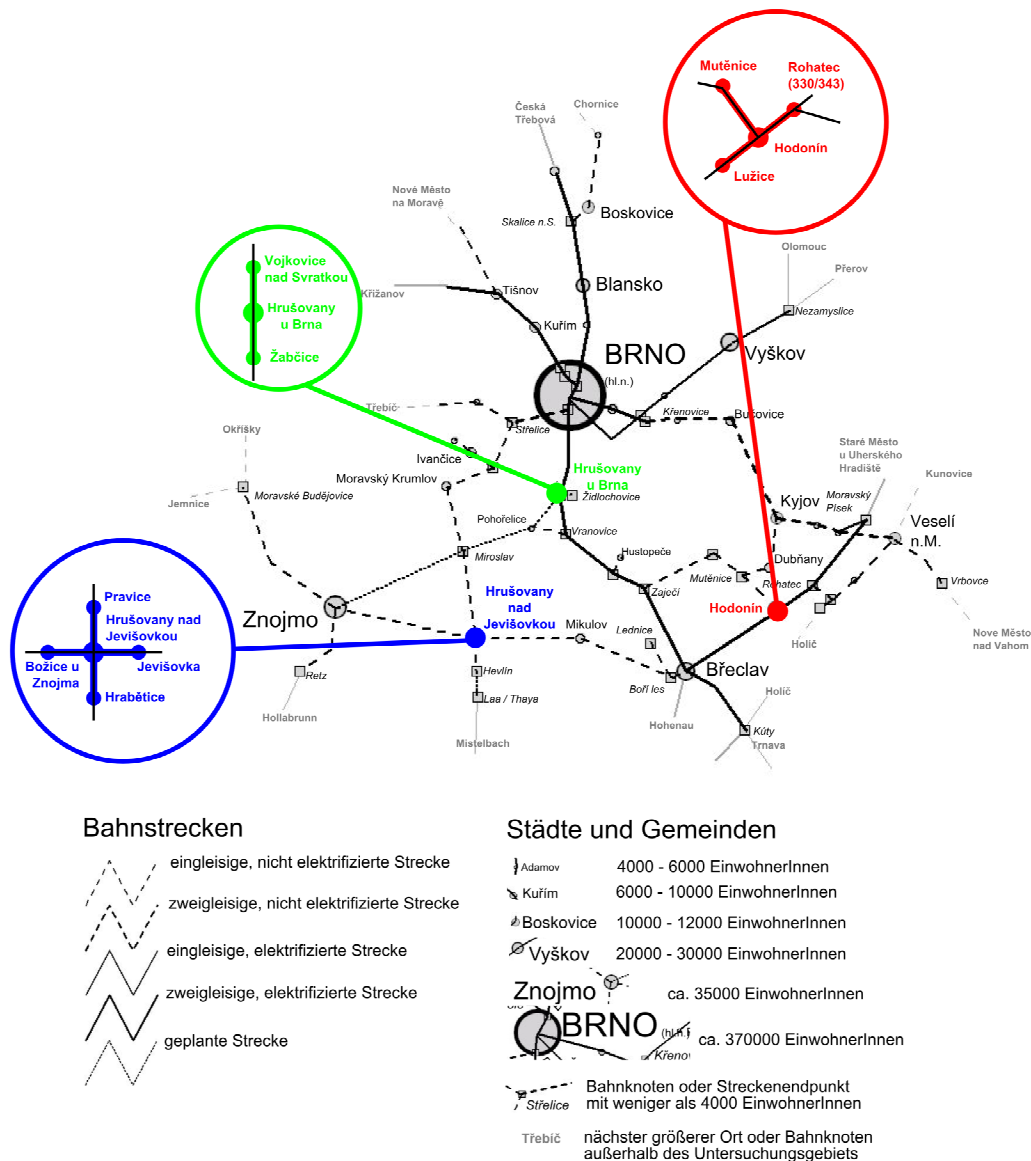 Mutěnice
Rohatec
(330/343)
Hodonín
Lužice
Česká
Třebová
Chornice
Nové Město
na Moravě
Skalice n.S.
Boskovice
Olomouc
Přerov
Vojkovice
nad Svratkou
Hrušovany
u Brna
Žabčice
Křižanov
Tišnov
Blansko
Nezamyslice
Kuřím
BRNO
(hl.n.)
Vyškov
Třebíč
Střelice
Křenovice
Bučovice
Okříšky
Ivančice
Staré Město
u Uherského
Hradiště
Kunovice
Moravský Krumlov
Hrušovany
u Brna
Židlochovice
Jemnice
Moravské Budějovice
Kyjov
Moravský
Písek
Veselí
n.M.
Pohořelice
Vranovice
Miroslav
Hustopeče
Dubňany
Mutěnice
Rohatec
Vrbovce
Zaječí
Pravice
Hrušovany nad
Jevišovkou
Božice u
Znojma
Jevišovka
Hrabětice
Znojmo
Hrušovany
nad
Jevišovkou
Hodonín
Mikulov
Lednice
Holíč
Nové Město
nad Vahom
Retz
Hevlín
Boří les
Břeclav
Laa / Thaya
Holíč
Hollabrunn
Hohenau
Kúty
Mistelbach
Trnava
Bahnstrecken
eingleisige, nicht elektrifizierte Strecke
zweigleisige, nicht elektrifizierte Strecke
eingleisige, elektrifizierte Strecke
zweigleisige, elektrifizierte Strecke
geplante Strecke
Städte und Gemeinden
Adamov 4000 - 6000 EinwohnerInnen
Kuřim 6000 - 10000 EinwohnerInnen
Boskovice 10000 - 12000 EinwohnerInnen
Vyškov 20000 - 30000 EinwohnerInnen
Znojmo ca. 35000 EinwohnerInnen
BRNO (hl.n.) ca. 370000 EinwohnerInnen
Křenov
Střelice Bahnknoten oder Streckenendpunkt
mit weniger als 4000 EinwohnerInnen
Třebíč nächster größerer Ort oder Bahnknoten
außerhalb des Untersuchungsgebiets